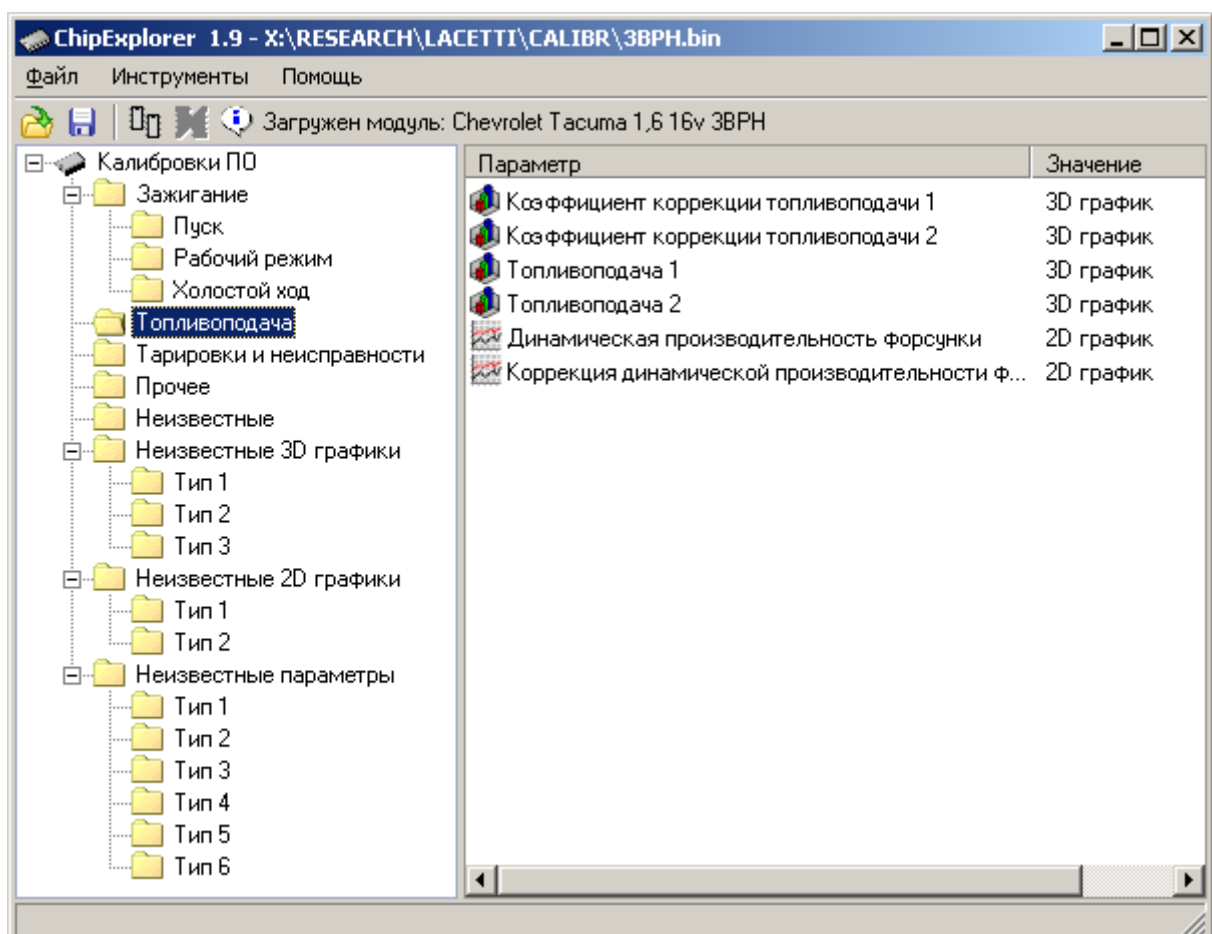 ChipExplorer 1.9 - X:\RESEARCH\LACETTI\CALIBR\3BPH.bin
Файл Инструменты Помощь
Загружен модуль: Chevrolet Tacuma 1,6 16v 3BPH
Калибровки ПО
Зажигание
Пуск
Рабочий режим
Холостой ход
Топливоподача
Тарировки и неисправности
Прочее
Неизвестные
Неизвестные 3D графики
Тип 1
Тип 2
Тип 3
Неизвестные 2D графики
Тип 1
Тип 2
Неизвестные параметры
Тип 1
Тип 2
Тип 3
Тип 4
Тип 5
Тип 6
Параметр Значение
Коэффициент коррекции топливоподачи 1 3D график
Коэффициент коррекции топливоподачи 2 3D график
Топливоподача 1 3D график
Топливоподача 2 3D график
Динамическая производительность форсунки 2D график
Коррекция динамической производительности ф... 2D график